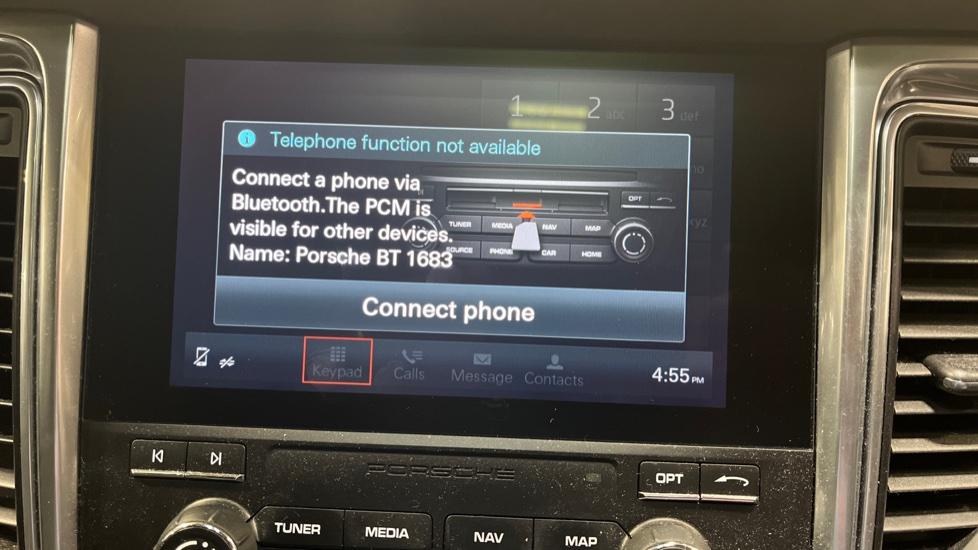 1 2 abc 3 def
no
xyz
Telephone function not available
Connect a phone via
Bluetooth.The PCM is
visible for other devices.
Name: Porsche BT 1683
OPT
TUNER MEDIA NAV MAP
SOURCE PHONE CAR HOME
Connect phone
Keypad Calls Message Contacts 4:55 PM
PORSCHE
OPT
TUNER MEDIA NAV MAP